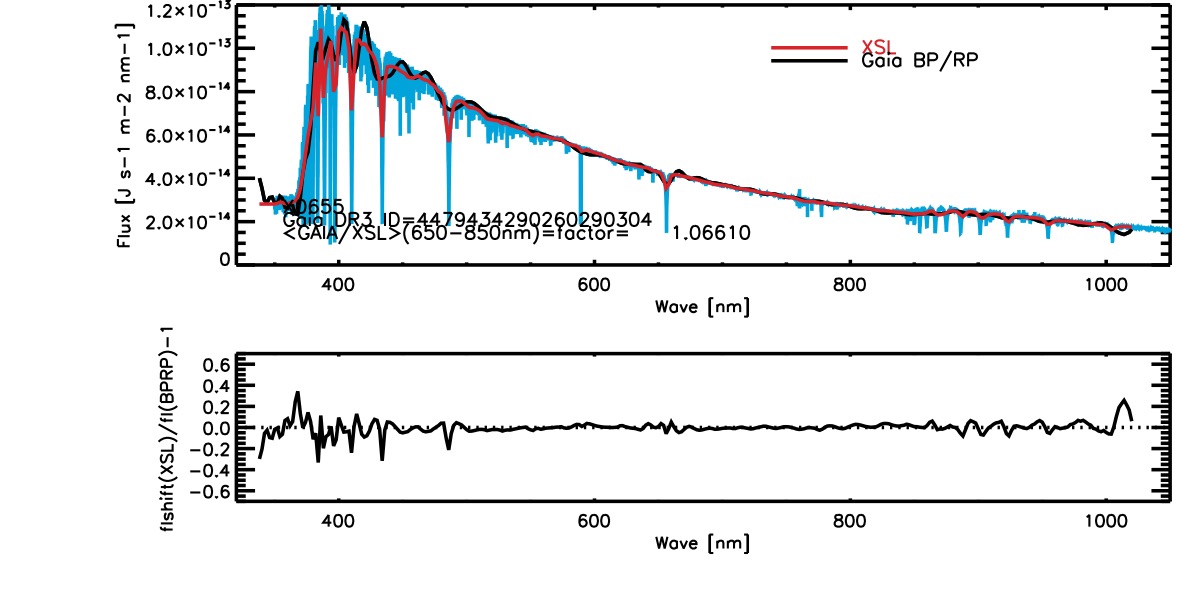 1.2×10⁻¹³
1.0×10⁻¹³
8.0×10⁻¹⁴
6.0×10⁻¹⁴
4.0×10⁻¹⁴
2.0×10⁻¹⁴
0
Flux [J s−1 m−2 nm−1]
XSL
Gaia BP/RP
X0655
Gaia DR3 ID=4479434290260290304
<GAIA/XSL>(650−850nm)=factor= 1.06610
400 600 800 1000
Wave [nm]
0.6
0.4
0.2
0.0
−0.2
−0.4
−0.6
flshift(XSL)/fl(BPRP)−1
400 600 800 1000
Wave [nm]